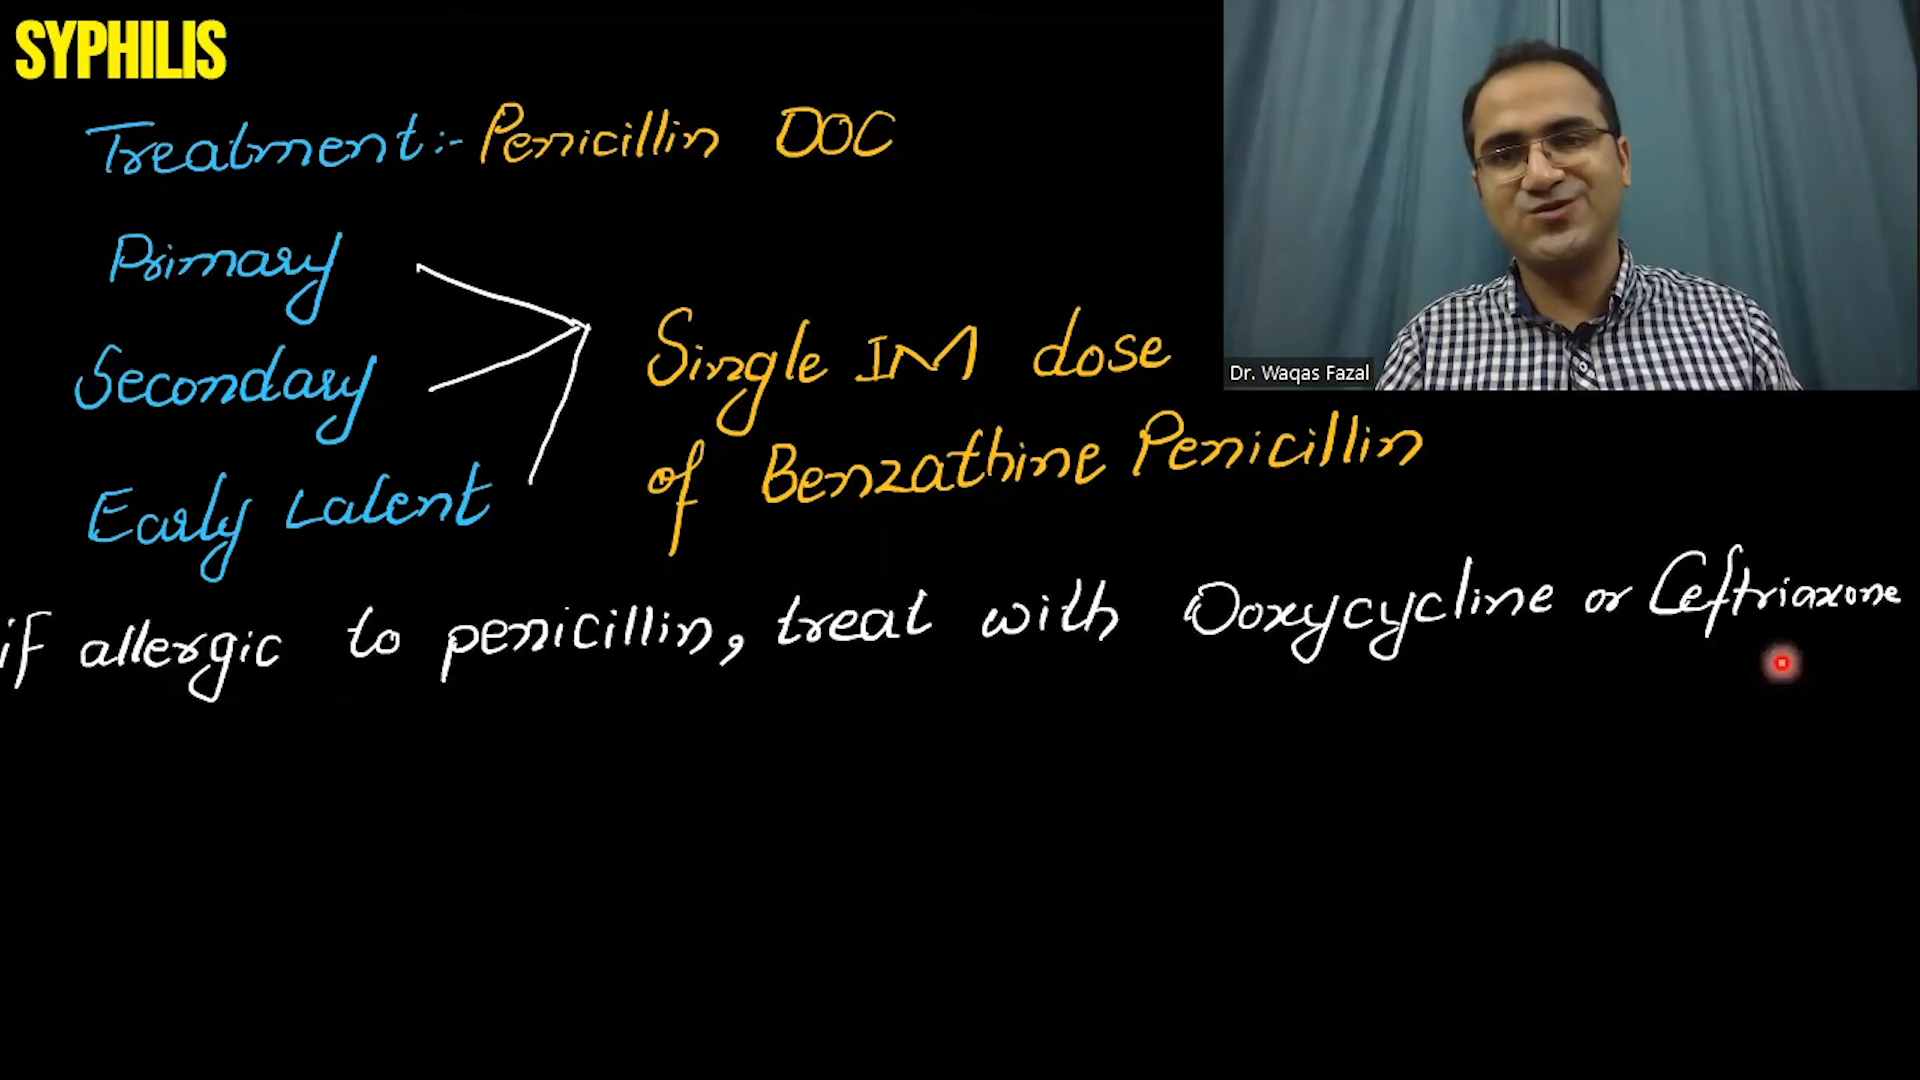 SYPHILIS
Treatment:- Penicillin DOC
Primary
Secondary
Early Latent
Single IM dose
of Benzathine Penicillin
if allergic to penicillin, treat with Doxycycline or Ceftriaxone
Dr. Waqas Fazal